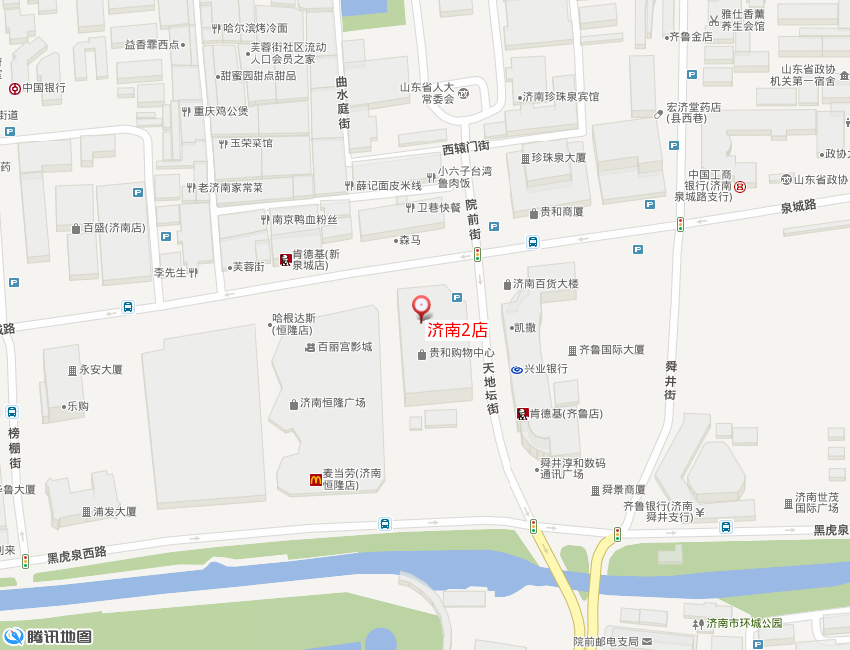 哈尔滨烤冷面
益香霏西点
芙蓉街社区流动
人口会员之家
甜蜜园甜点甜品
中国银行
街道
重庆鸡公煲
玉荣菜馆
药
老济南家常菜
百盛(济南店)
南京鸭血粉丝
芙蓉街
李先生
肯德基(新
泉城店)
森马
曲水庭街
山东省人大
常委会
济南珍珠泉宾馆
西辕门街
小六子台湾
鲁肉饭
薛记面皮米线
卫巷快餐
院前街
珍珠泉大厦
贵和商厦
雅仕香薰
养生会馆
齐鲁金店
山东省政协
机关第一宿舍
宏济堂药店
(县西巷)
政协大
中国工商
银行(济南
泉城路支行)
山东省政协
泉城路
路
哈根达斯
(恒隆店)
百丽宫影城
济南2店
贵和购物中心
济南百货大楼
凯撒
齐鲁国际大厦
兴业银行
天地坛街
舜井街
永安大厦
乐购
榜棚街
济南恒隆广场
肯德基(齐鲁店)
麦当劳(济南
恒隆店)
舜井淳和数码
通讯广场
舜景商厦
齐鲁银行(济南
舜井支行)
济南世茂
国际广场
华鲁大厦
浦发大厦
黑虎泉西路
黑虎泉
到来
济南市环城公园
院前邮电支局
腾讯地图